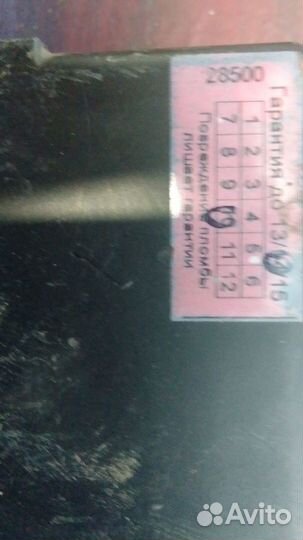 28500
Гарантия до 13/14/15
1 2 3 4 5 6
7 8 9 10 11 12
Повреждение пломбы
лишает гарантии
Avito